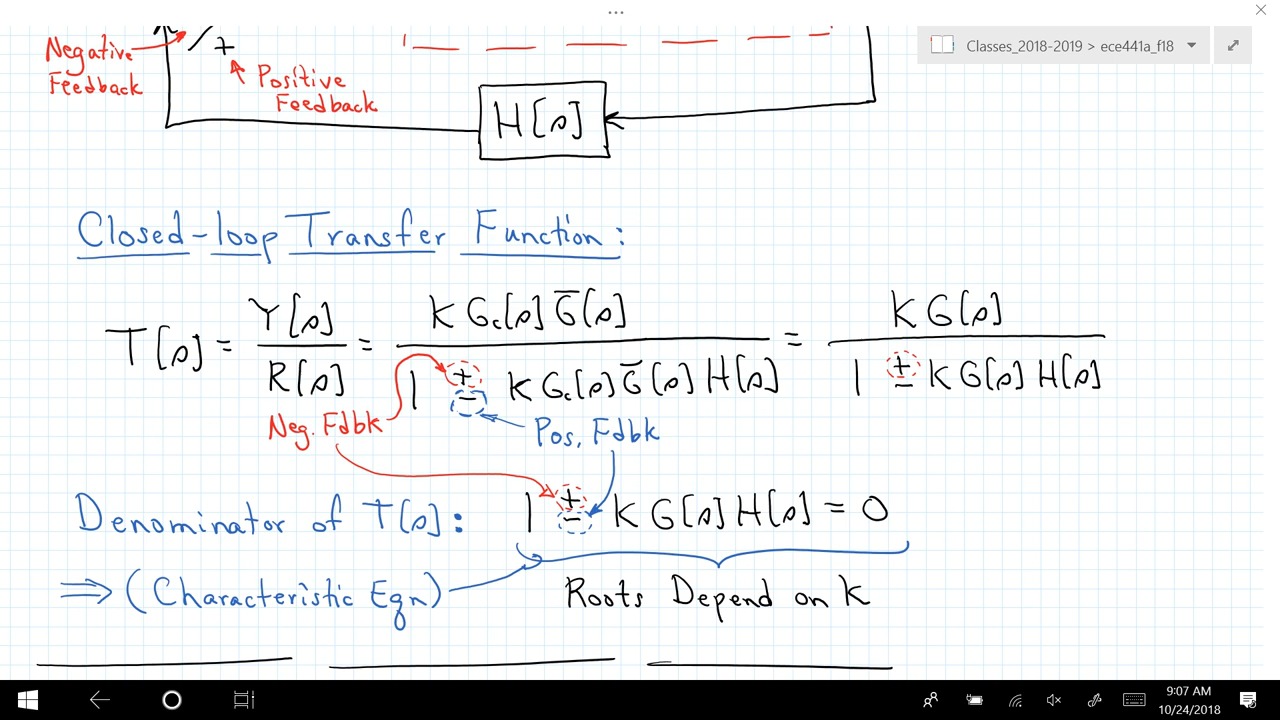 Negative
Feedback
+
Positive
Feedback
H[s]
Classes_2018-2019 > ece441a_f18
Closed-loop Transfer Function:
T[s] = Y[s] / R[s] = K Gc[s] G̅[s] / 1 ± K Gc[s] G̅[s] H[s] = K G[s] / 1 ± K G[s] H[s]
Neg. Fdbk
Pos. Fdbk
Denominator of T[s]: 1 ± K G[s] H[s] = 0
⇒ (Characteristic Eqn)
Roots Depend on K
9:07 AM
10/24/2018